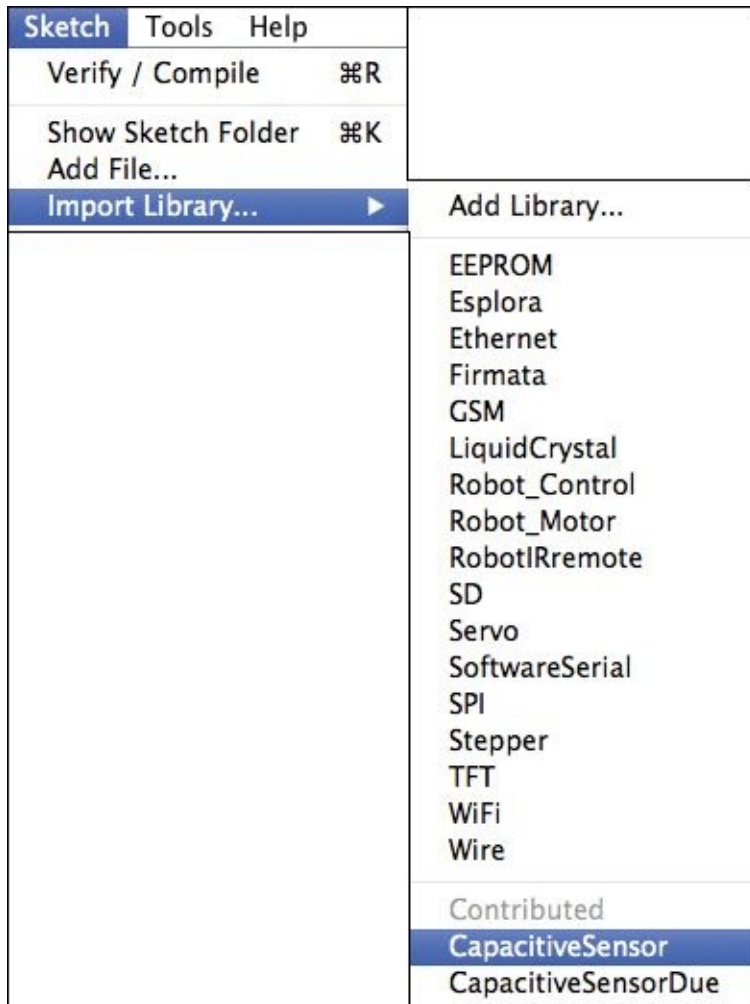 Sketch Tools Help
Verify / Compile ⌘R
Show Sketch Folder ⌘K
Add File...
Import Library... ▶
Add Library...
EEPROM
Esplora
Ethernet
Firmata
GSM
LiquidCrystal
Robot_Control
Robot_Motor
RobotIRremote
SD
Servo
SoftwareSerial
SPI
Stepper
TFT
WiFi
Wire
Contributed
CapacitiveSensor
CapacitiveSensorDue